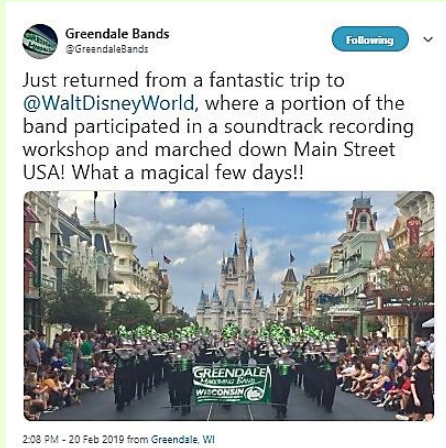 Greendale Bands
@GreendaleBands
Following
Just returned from a fantastic trip to
@WaltDisneyWorld, where a portion of the
band participated in a soundtrack recording
workshop and marched down Main Street
USA! What a magical few days!!
GREENDALE
MARCHING BAND
WISCONSIN
2:08 PM - 20 Feb 2019 from Greendale, WI